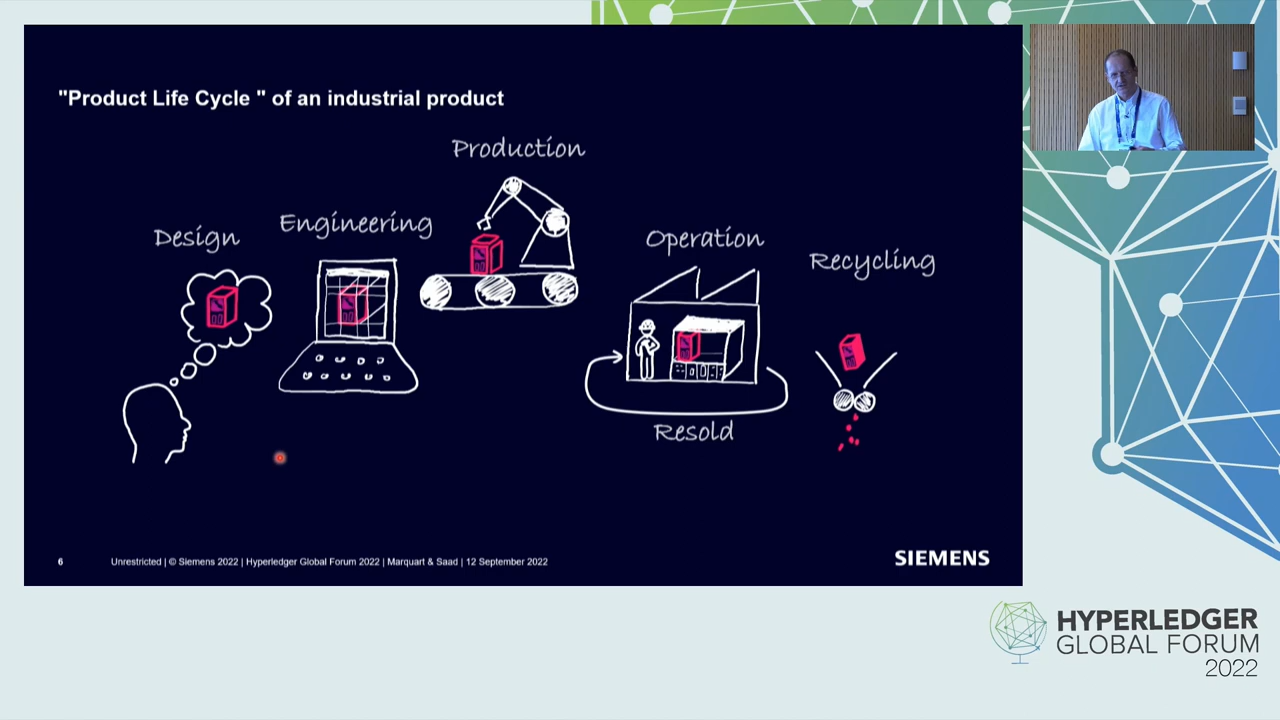 "Product Life Cycle " of an industrial product
Production
Design
Engineering
Operation
Recycling
Resold
6
Unrestricted | © Siemens 2022 | Hyperledger Global Forum 2022 | Marquart & Saad | 12 September 2022
SIEMENS
HYPERLEDGER
GLOBAL FORUM
2022